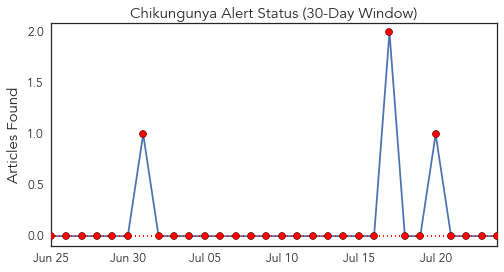 Chikungunya Alert Status (30-Day Window)
Articles Found
2.0
1.5
1.0
0.5
0.0
Jun 25
Jun 30
Jul 05
Jul 10
Jul 15
Jul 20